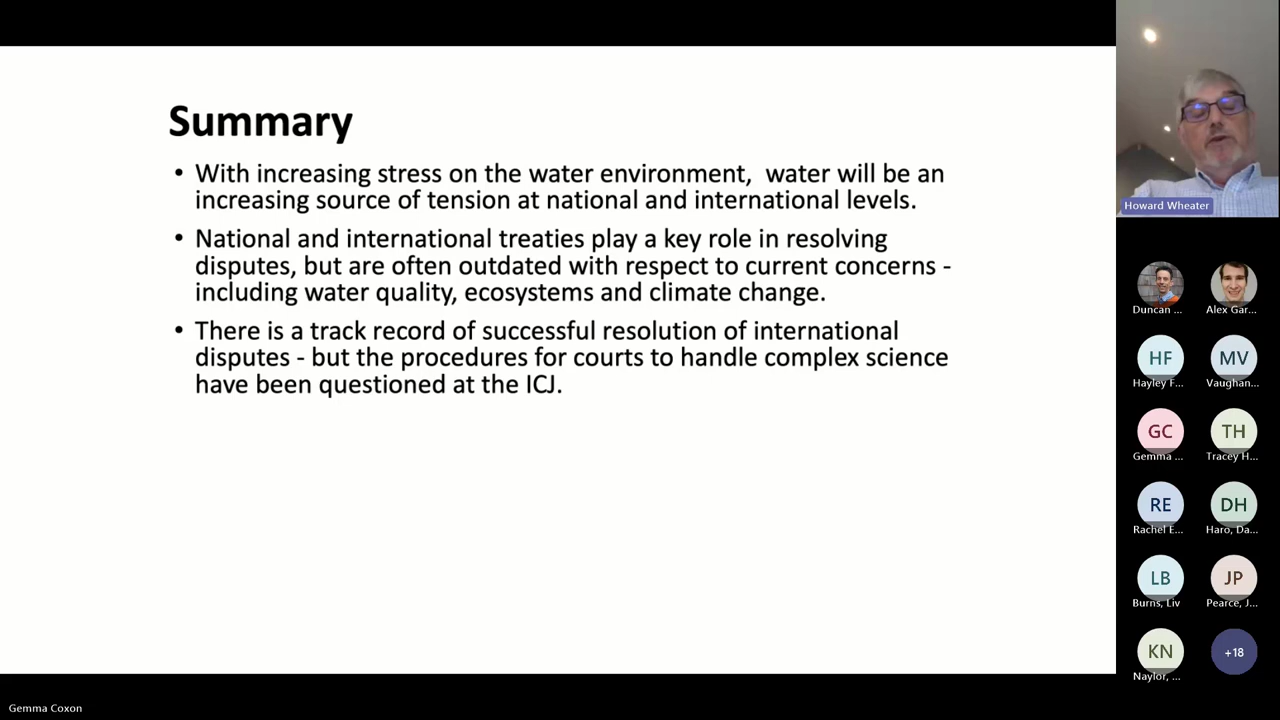 Summary
• With increasing stress on the water environment,  water will be an
increasing source of tension at national and international levels.
• National and international treaties play a key role in resolving
disputes, but are often outdated with respect to current concerns -
including water quality, ecosystems and climate change.
• There is a track record of successful resolution of international
disputes - but the procedures for courts to handle complex science
have been questioned at the ICJ.
Howard Wheater
Duncan ...
Alex Gar...
HF
MV
Hayley F...
Vaughan...
GC
TH
Gemma ...
Tracey H...
RE
DH
Rachel E...
Haro, Da...
LB
JP
Burns, Liv
Pearce, J...
KN
+18
Naylor, ...
Gemma Coxon